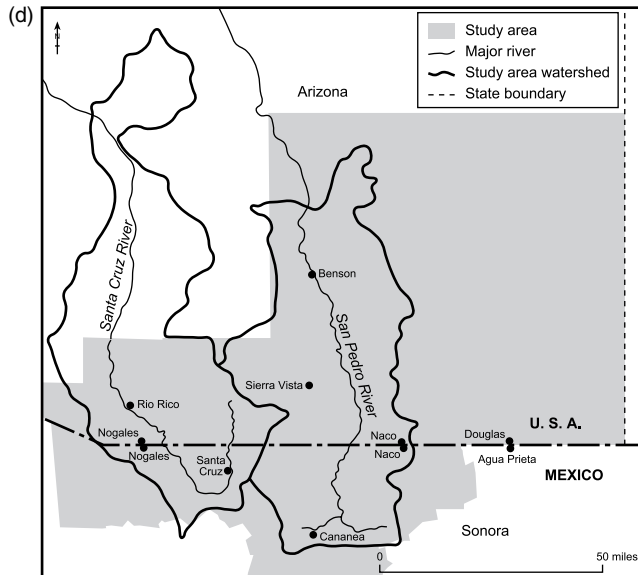 (d)
N
Study area
Major river
Study area watershed
State boundary
Arizona
Santa Cruz River
Benson
San Pedro River
Sierra Vista
Rio Rico
U. S. A.
Nogales
Naco
Douglas
Nogales
Naco
Agua Prieta
Santa
Cruz
MEXICO
Sonora
Cananea
0
50 miles